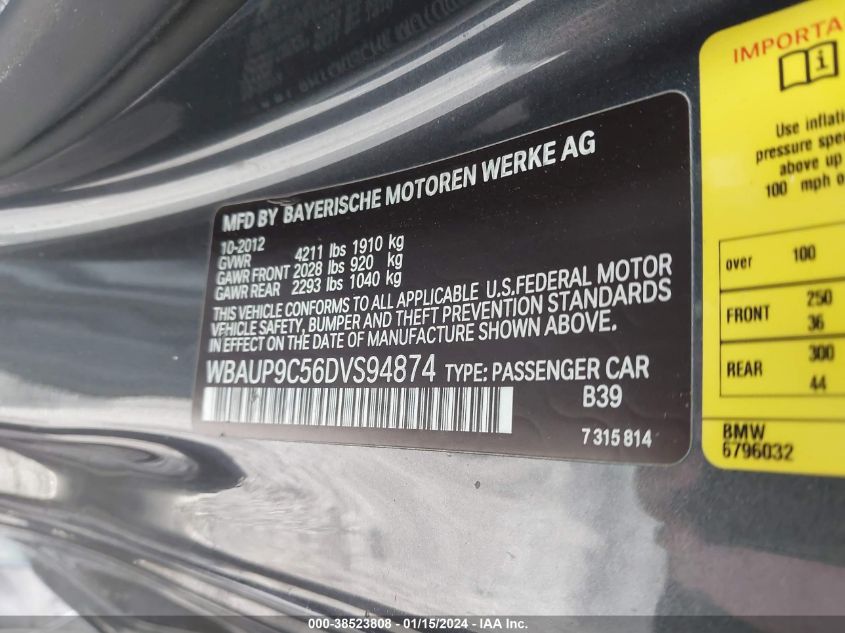 MFD BY BAYERISCHE MOTOREN WERKE AG
10-2012
GVWR 4211 lbs 1910 kg
GAWR FRONT 2028 lbs 920 kg
GAWR REAR 2293 lbs 1040 kg
THIS VEHICLE CONFORMS TO ALL APPLICABLE U.S.FEDERAL MOTOR
VEHICLE SAFETY, BUMPER AND THEFT PREVENTION STANDARDS
IN EFFECT ON THE DATE OF MANUFACTURE SHOWN ABOVE.
WBAUP9C56DVS94874 TYPE: PASSENGER CAR
B39
7 315 814
IMPORTA
i
Use inflati
pressure spe
above up
100 mph o
over 100
FRONT 250
36
REAR 300
44
BMW
6796032
000-38523808 - 01/15/2024 - IAA Inc.